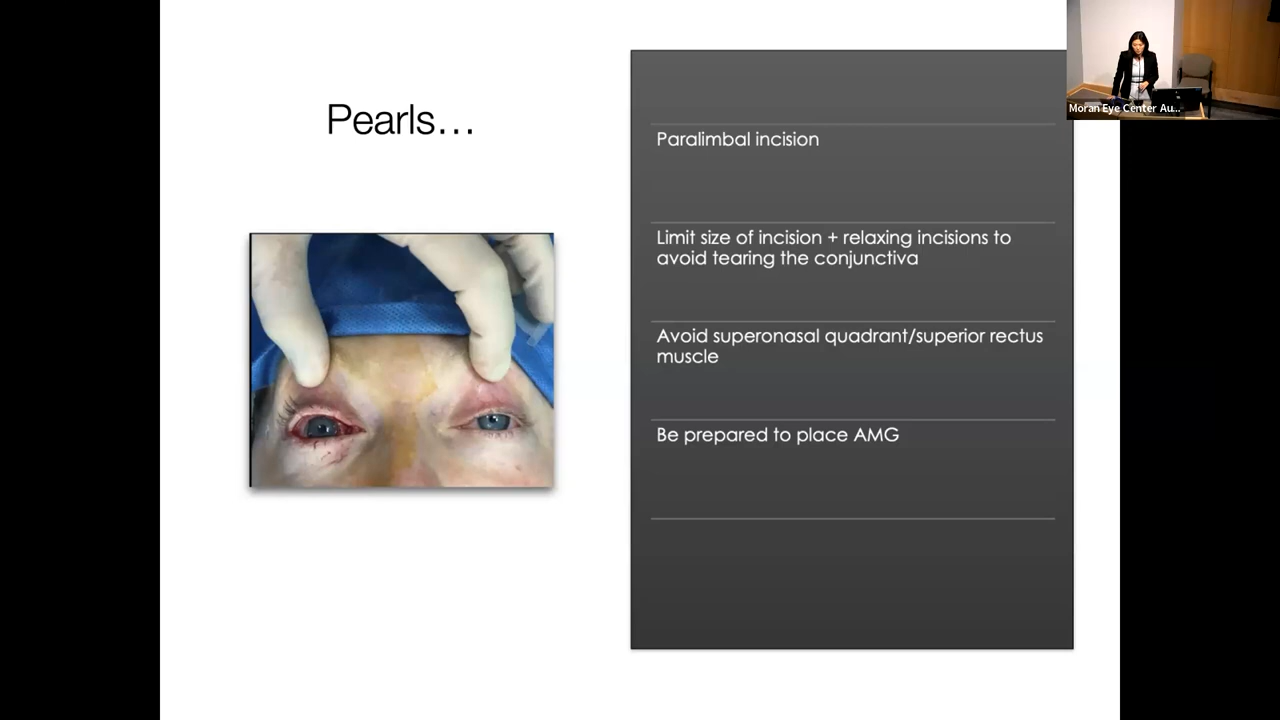 Pearls...
Paralimbal incision
Limit size of incision + relaxing incisions to
avoid tearing the conjunctiva
Avoid superonasal quadrant/superior rectus
muscle
Be prepared to place AMG
Moran Eye Center Au...